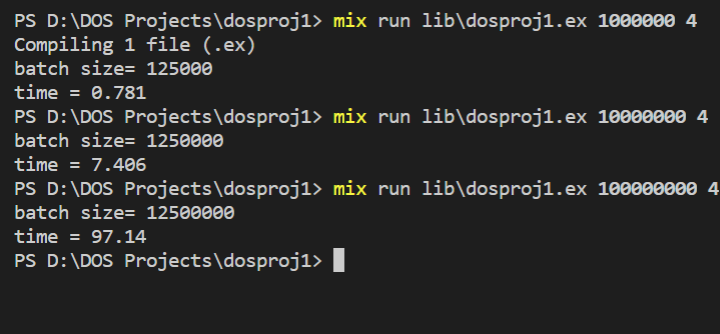 PS D:\DOS Projects\dosproj1> mix run lib\dosproj1.ex 1000000 4
Compiling 1 file (.ex)
batch size= 125000
time = 0.781
PS D:\DOS Projects\dosproj1> mix run lib\dosproj1.ex 10000000 4
batch size= 1250000
time = 7.406
PS D:\DOS Projects\dosproj1> mix run lib\dosproj1.ex 100000000 4
batch size= 12500000
time = 97.14
PS D:\DOS Projects\dosproj1>